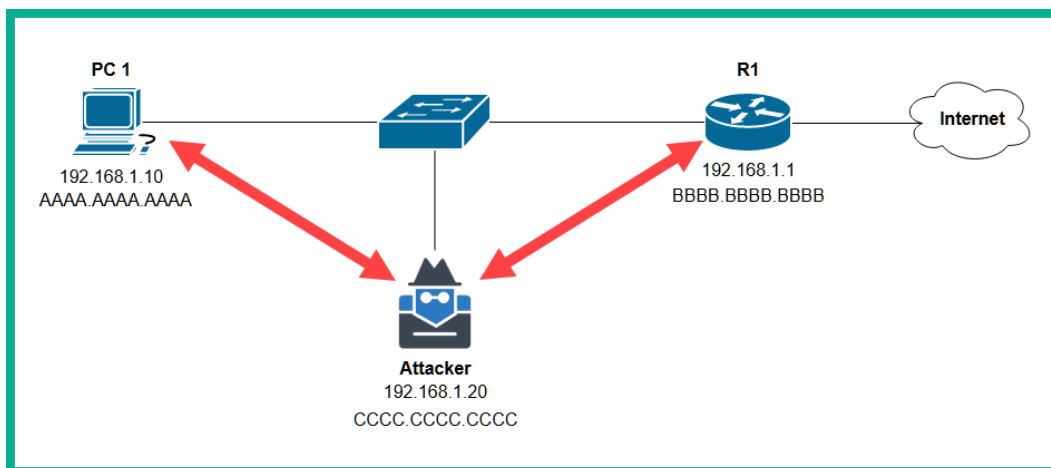 PC 1
192.168.1.10
AAAA.AAAA.AAAA
R1
192.168.1.1
BBBB.BBBB.BBBB
Internet
Attacker
192.168.1.20
CCCC.CCCC.CCCC
?